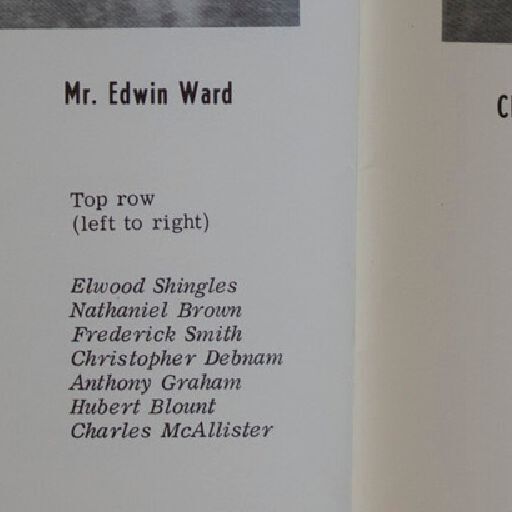 Mr. Edwin Ward
Top row
(left to right)
Elwood Shingles
Nathaniel Brown
Frederick Smith
Christopher Debnam
Anthony Graham
Hubert Blount
Charles McAllister